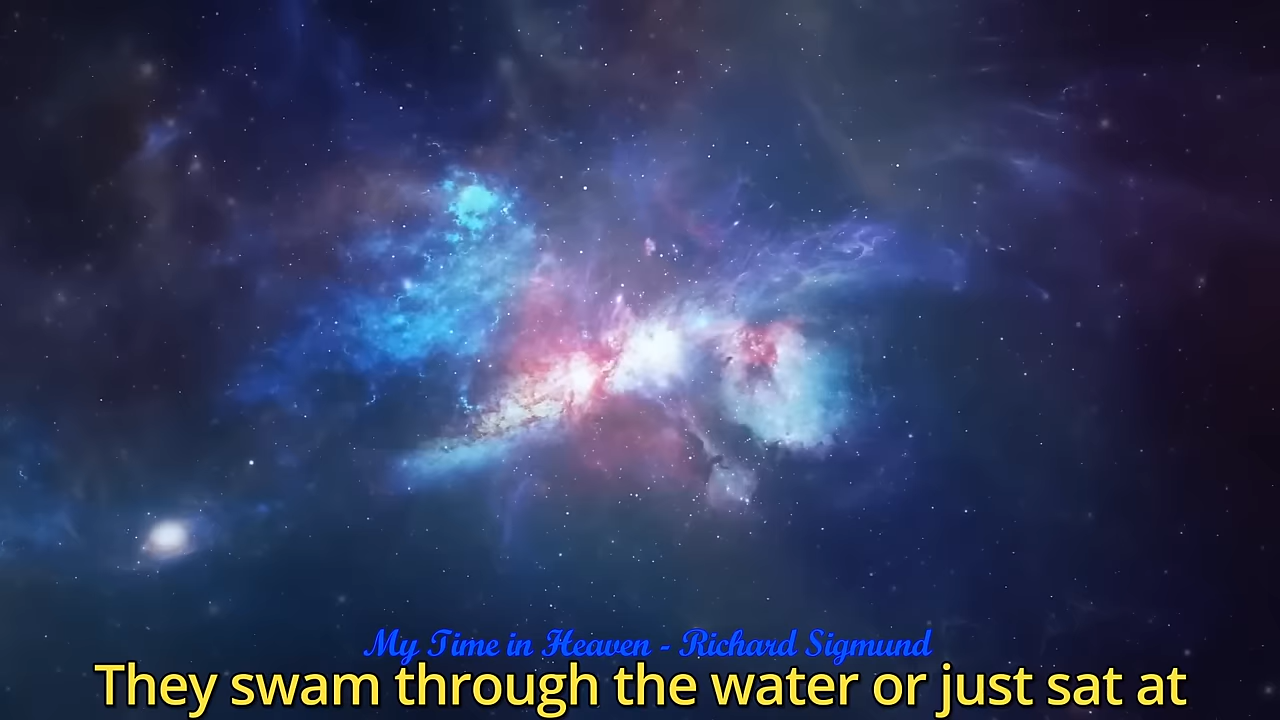 My Time in Heaven - Richard Sigmund
They swam through the water or just sat at